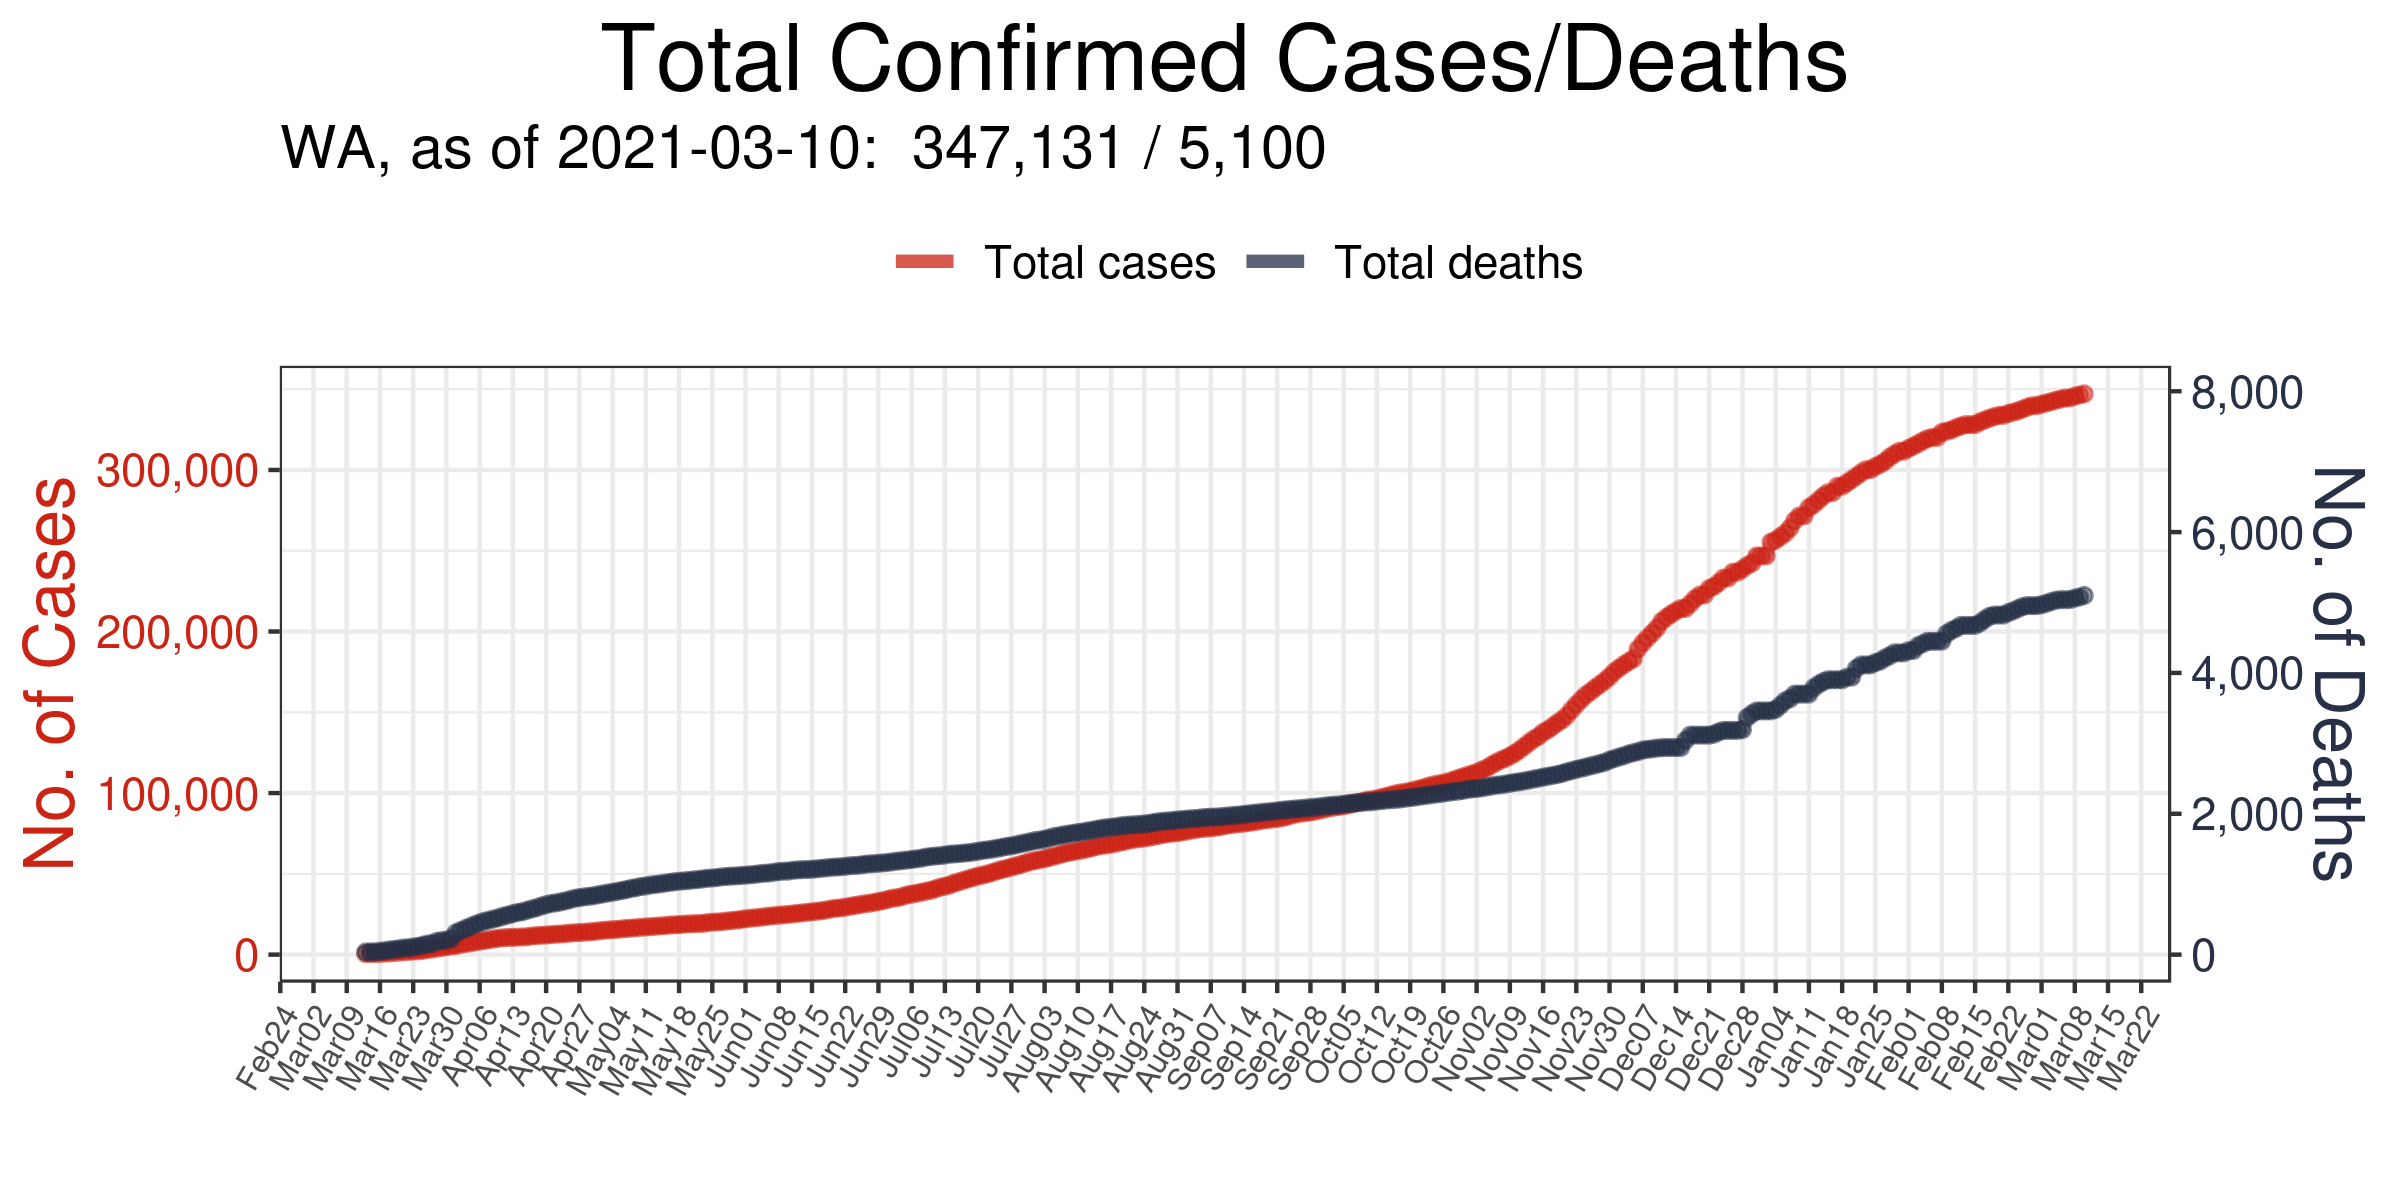 Total Confirmed Cases/Deaths
WA, as of 2021-03-10:  347,131 / 5,100
Total cases
Total deaths
No. of Cases
300,000
200,000
100,000
0
8,000
6,000
4,000
2,000
0
No. of Deaths
Feb24
Mar02
Mar09
Mar16
Mar23
Mar30
Apr06
Apr13
Apr20
Apr27
May04
May11
May18
May25
Jun01
Jun08
Jun15
Jun22
Jun29
Jul06
Jul13
Jul20
Jul27
Aug03
Aug10
Aug17
Aug24
Aug31
Sep07
Sep14
Sep21
Sep28
Oct05
Oct12
Oct19
Oct26
Nov02
Nov09
Nov16
Nov23
Nov30
Dec07
Dec14
Dec21
Dec28
Jan04
Jan11
Jan18
Jan25
Feb01
Feb08
Feb15
Feb22
Mar01
Mar08
Mar15
Mar22